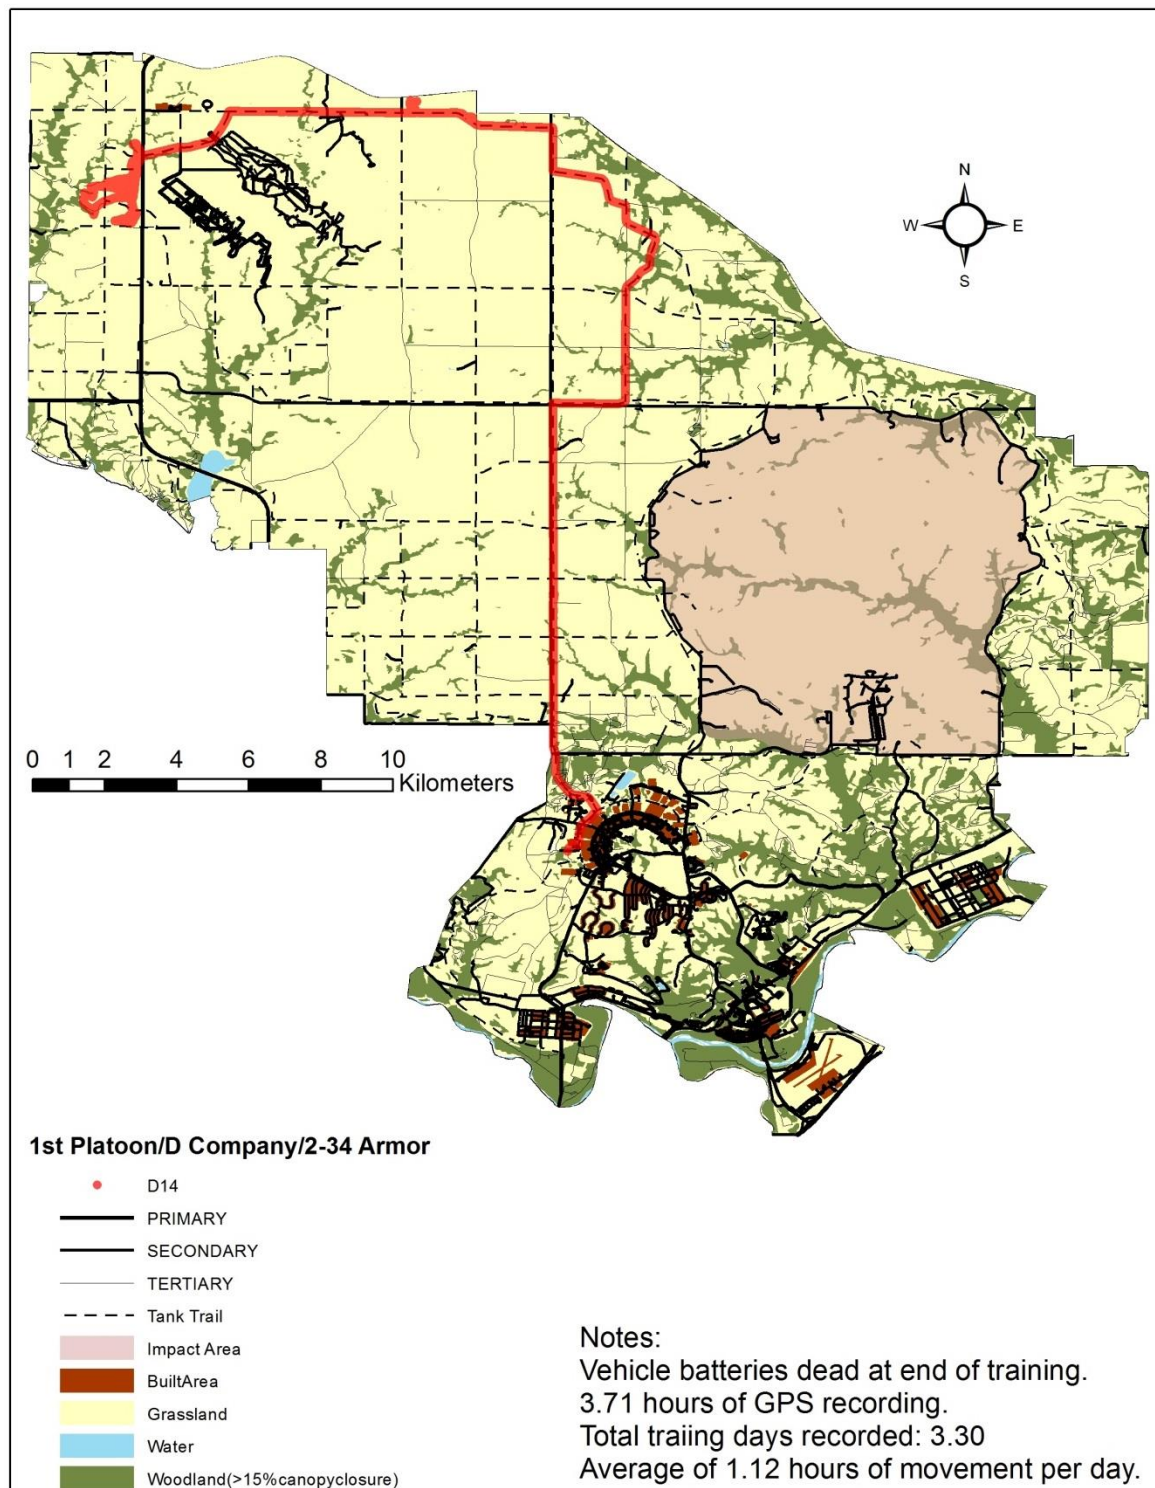 N
W E
S
0 1 2 4 6 8 10
Kilometers
1st Platoon/D Company/2-34 Armor
D14
PRIMARY
SECONDARY
TERTIARY
Tank Trail
Impact Area
BuiltArea
Grassland
Water
Woodland(>15%canopyclosure)
Notes:
Vehicle batteries dead at end of training.
3.71 hours of GPS recording.
Total traiing days recorded: 3.30
Average of 1.12 hours of movement per day.